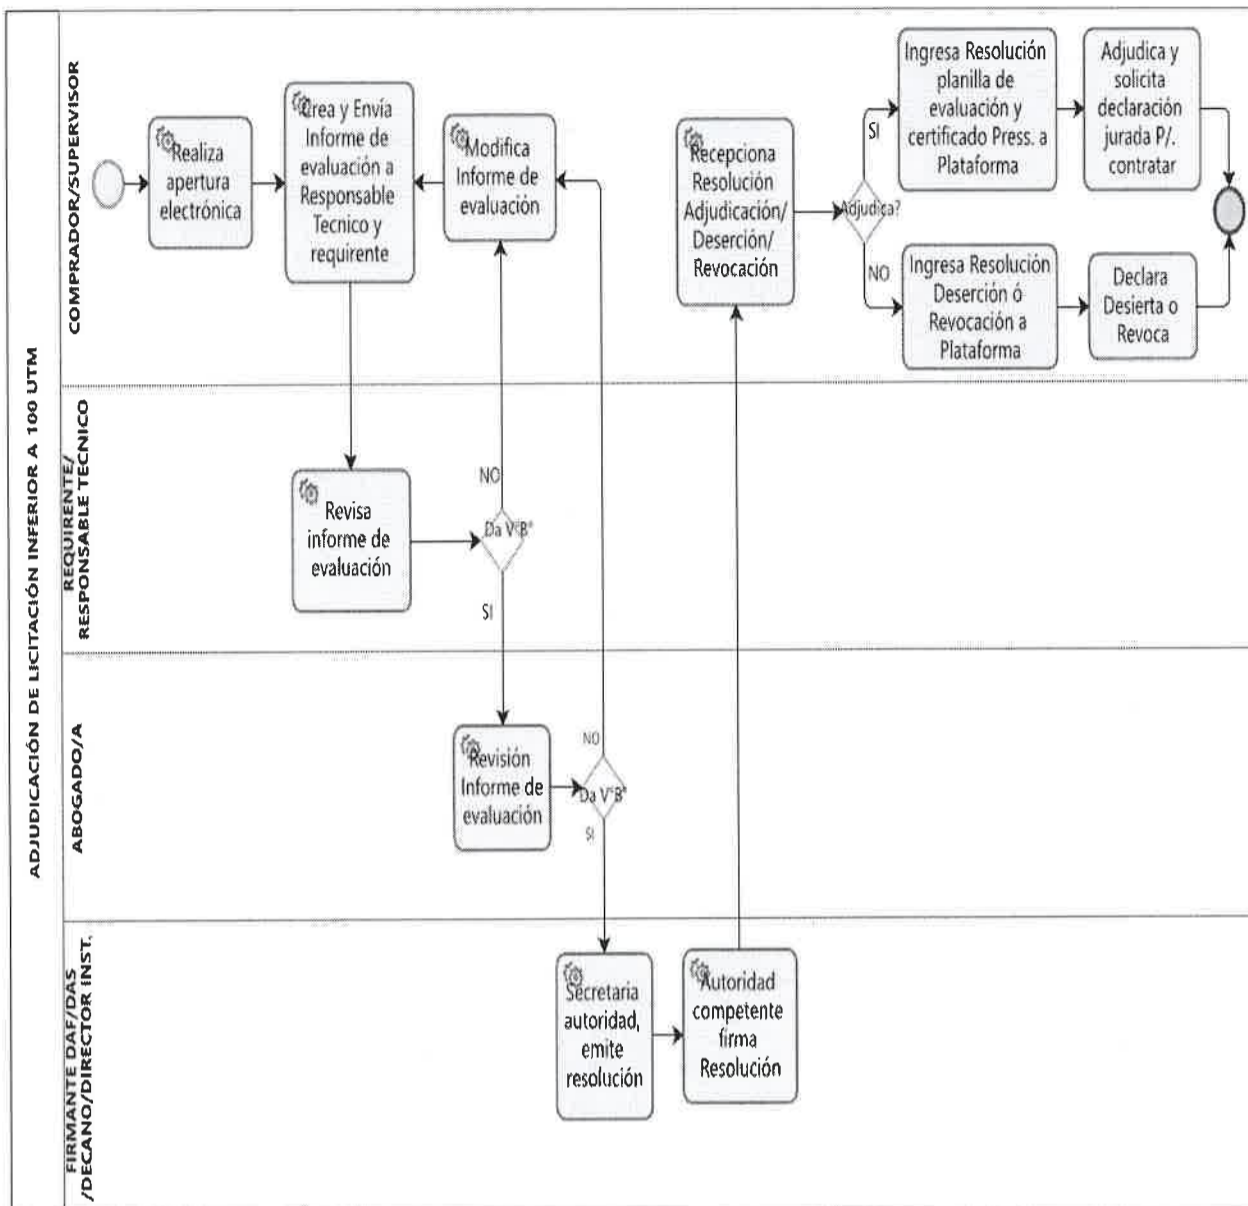 ADJUDICACIÓN DE LICITACIÓN INFERIOR A 100 UTM
COMPRADOR/SUPERVISOR
Realiza
apertura
electrónica
Crea y Envía
Informe de
evaluación a
Responsable
Tecnico y
requirente
Modifica
Informe de
evaluación
Recepciona
Resolución
Adjudicación/
Deserción/
Revocación
Adjudica?
SI
Ingresa Resolución
planilla de
evaluación y
certificado Press. a
Plataforma
Adjudica y
solicita
declaración
jurada P/.
contratar
NO
Ingresa Resolución
Deserción ó
Revocación a
Plataforma
Declara
Desierta o
Revoca
REQUIRENTE/
RESPONSABLE TECNICO
Revisa
informe de
evaluación
NO
Da V°B°
SI
ABOGADO/A
Revisión
Informe de
evaluación
NO
Da V°B°
SI
FIRMANTE DAF/DAS
/DECANO/DIRECTOR INST.
Secretaria
autoridad,
emite
resolución
Autoridad
competente
firma
Resolución